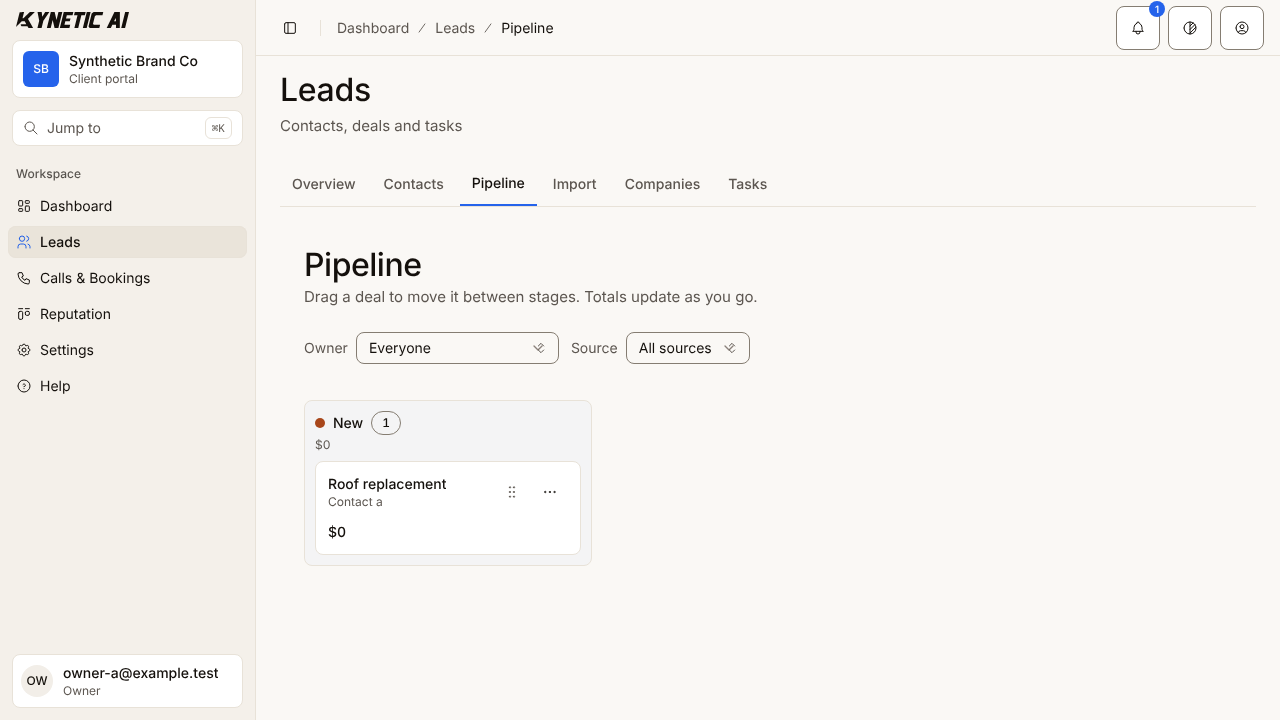 KYNETIC AI
SB
Synthetic Brand Co
Client portal
Jump to
⌘K
Workspace
Dashboard
Leads
Calls & Bookings
Reputation
Settings
Help
OW
owner-a@example.test
Owner
Dashboard / Leads / Pipeline
1
Leads
Contacts, deals and tasks
Overview Contacts Pipeline Import Companies Tasks
Pipeline
Drag a deal to move it between stages. Totals update as you go.
Owner Everyone Source All sources
New 1
$0
Roof replacement
Contact a
$0